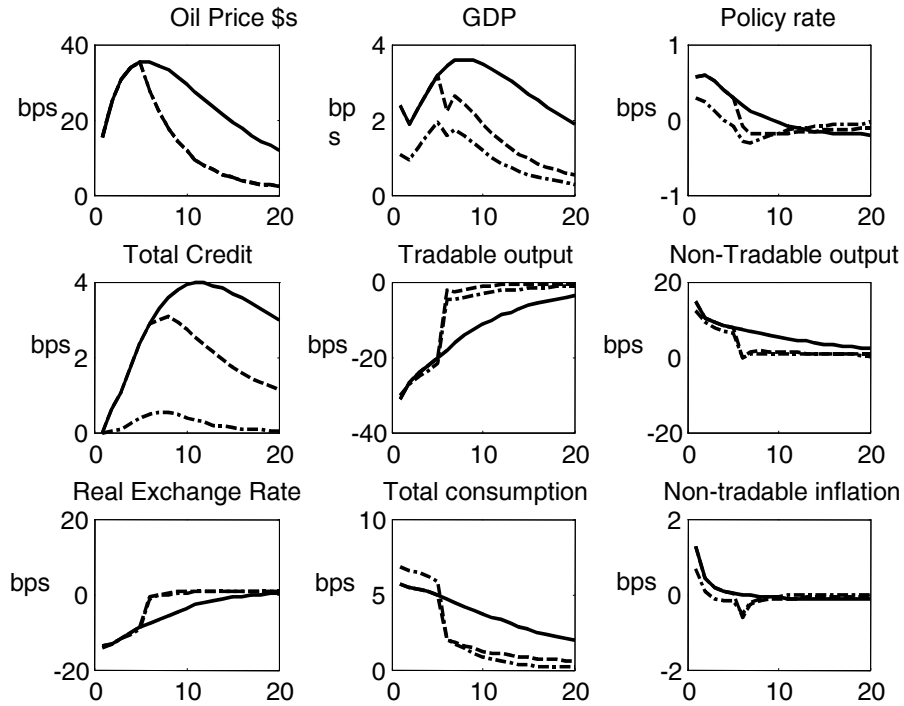 Oil Price $s
40
bps
20
0
0
10
20
GDP
4
bp
s
2
0
0
10
20
Policy rate
1
bps
0
-1
0
10
20
Total Credit
4
bps
2
0
0
10
20
Tradable output
0
bps
-20
-40
0
10
20
Non-Tradable output
20
bps
0
-20
0
10
20
Real Exchange Rate
20
bps
0
-20
0
10
20
Total consumption
10
bps
5
0
0
10
20
Non-tradable inflation
2
bps
0
-2
0
10
20